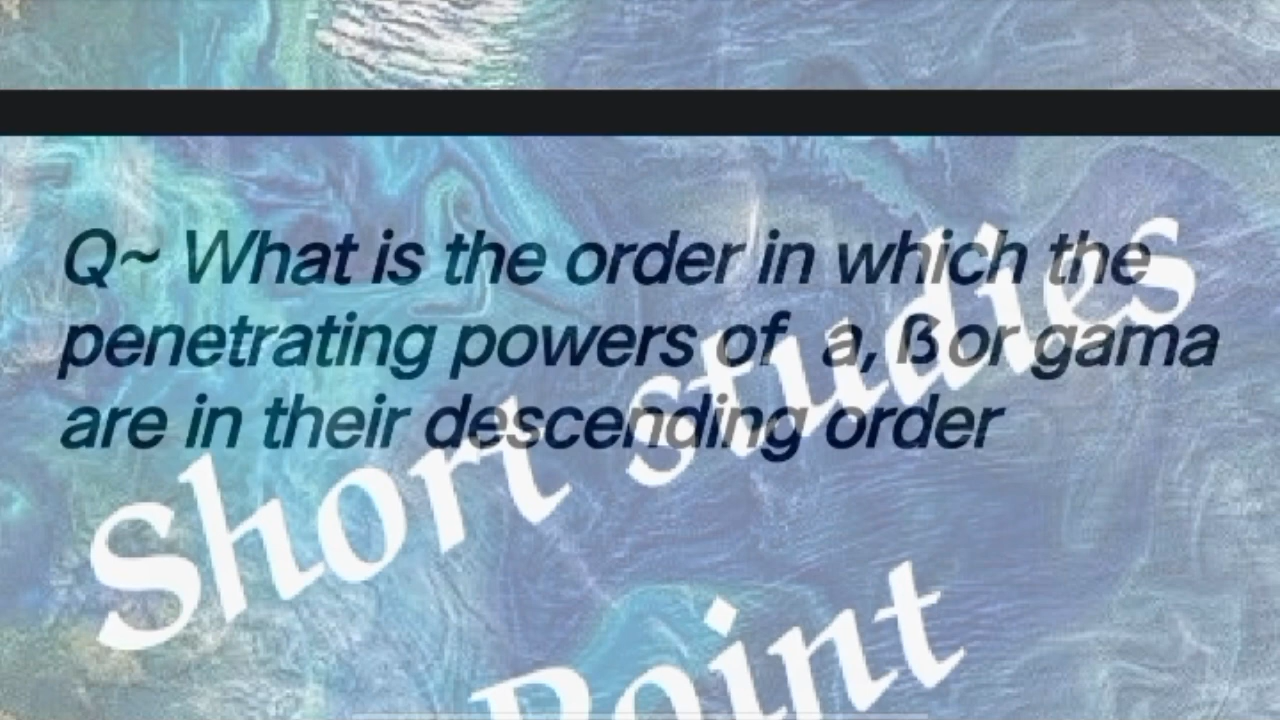 Q~ What is the order in which the
penetrating powers of a, ß or gama
are in their descending order
Short studies
Point